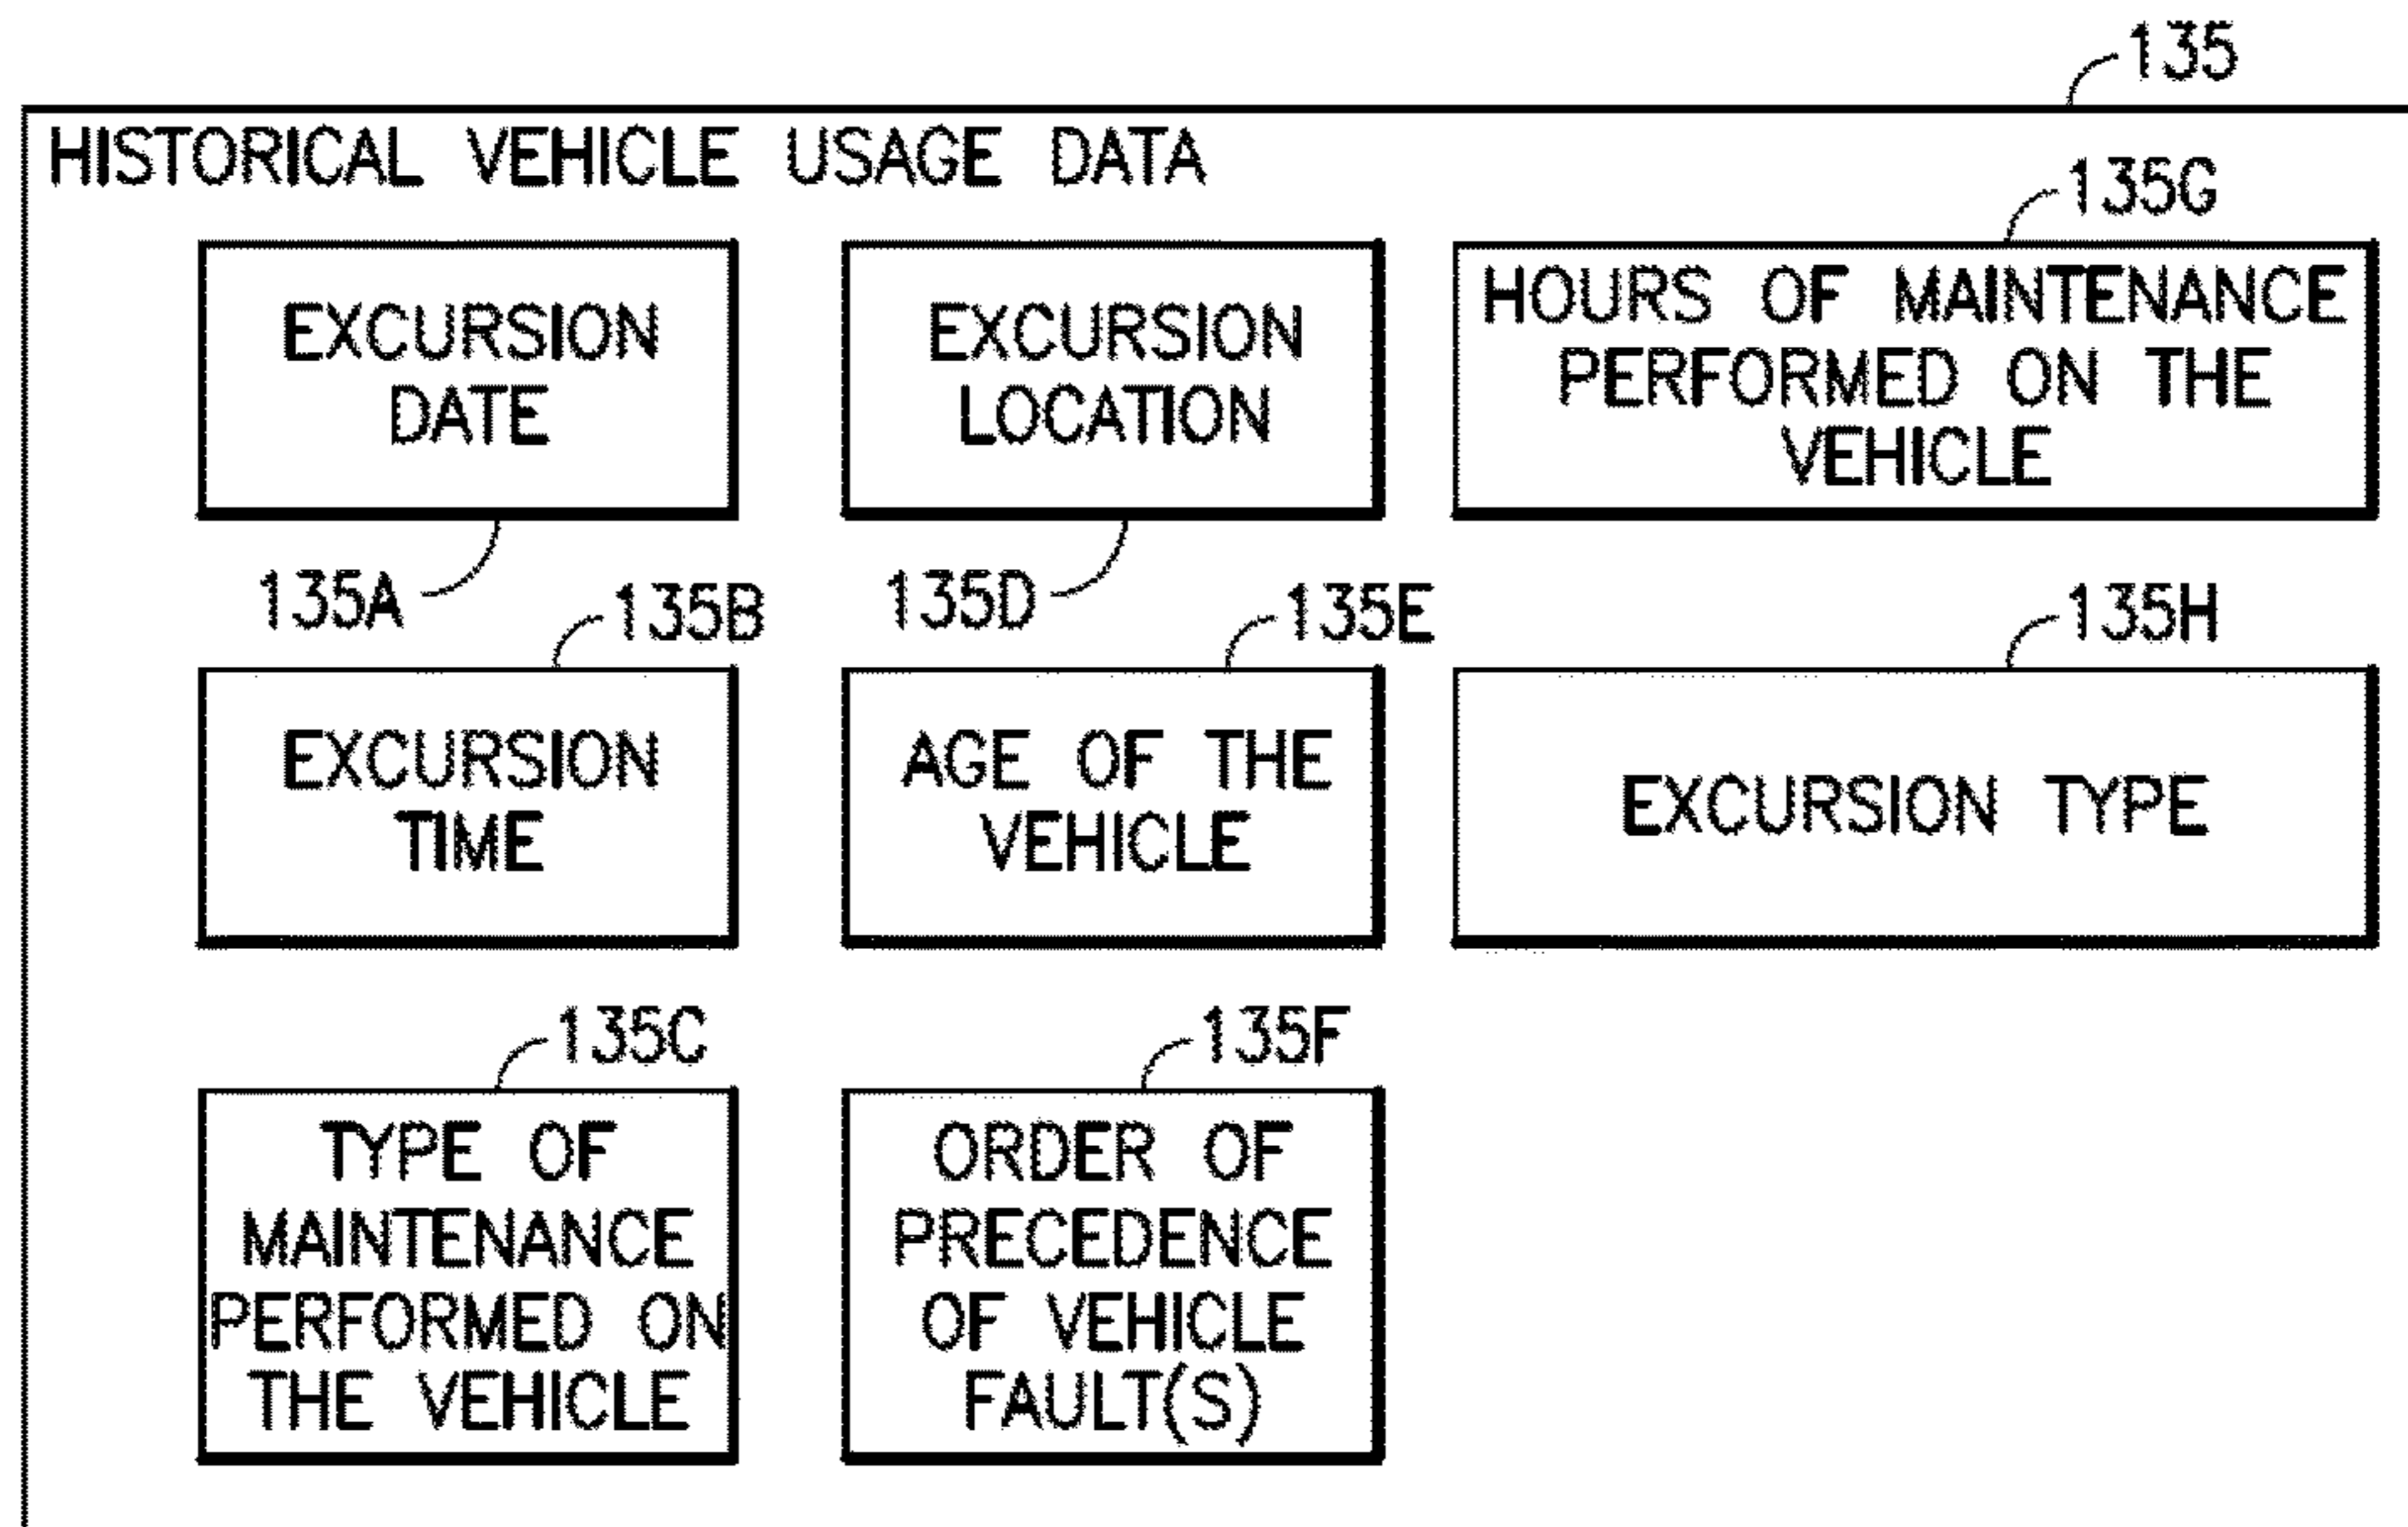 135
HISTORICAL VEHICLE USAGE DATA
135G
EXCURSION
DATE
EXCURSION
LOCATION
HOURS OF MAINTENANCE
PERFORMED ON THE
VEHICLE
135A
135B
135D
135E
135H
EXCURSION
TIME
AGE OF THE
VEHICLE
EXCURSION TYPE
135C
135F
TYPE OF
MAINTENANCE
PERFORMED ON
THE VEHICLE
ORDER OF
PRECEDENCE
OF VEHICLE
FAULT(S)